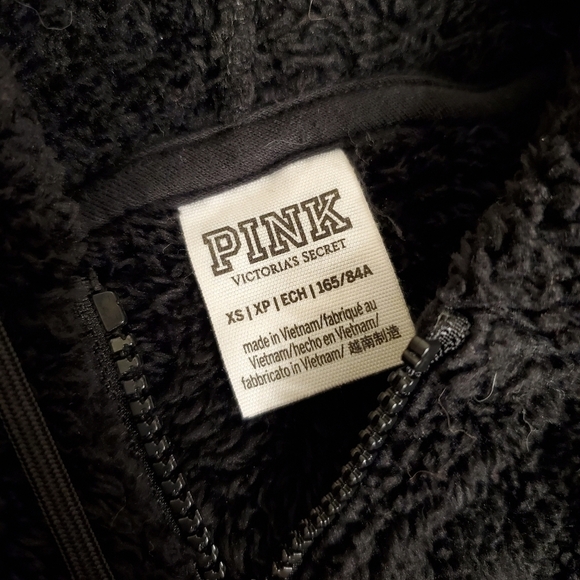 PINK
VICTORIA'S SECRET
XS | XP | ECH | 165/84A
made in Vietnam/fabriqué au
Vietnam/hecho en Vietnam/
fabbricato in Vietnam/ 越南制造